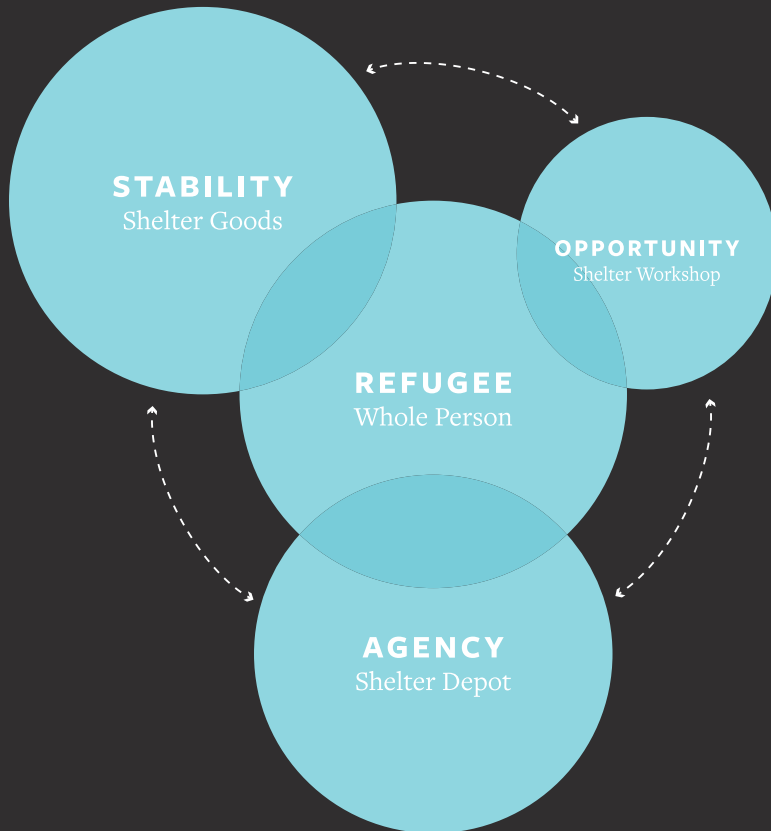 STABILITY
Shelter Goods
OPPORTUNITY
Shelter Workshop
REFUGEE
Whole Person
AGENCY
Shelter Depot